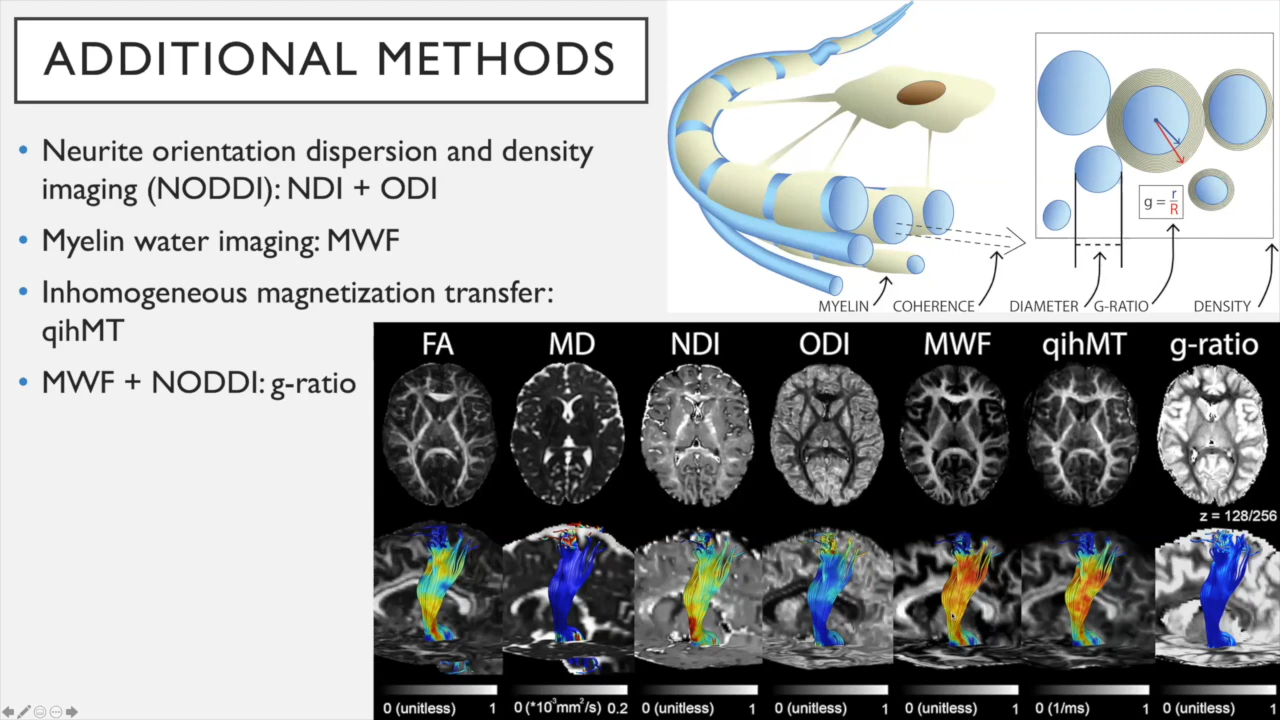 ADDITIONAL METHODS
• Neurite orientation dispersion and density
imaging (NODDI): NDI + ODI
• Myelin water imaging: MWF
• Inhomogeneous magnetization transfer:
qihMT
• MWF + NODDI: g-ratio
g = r/R
MYELIN COHERENCE DIAMETER G-RATIO DENSITY
FA MD NDI ODI MWF qihMT g-ratio
z = 128/256
0 (unitless) 1 0 (*10³mm²/s) 0.2 0 (unitless) 1 0 (unitless) 1 0 (unitless) 1 0 (1/ms) 1 0 (unitless) 1